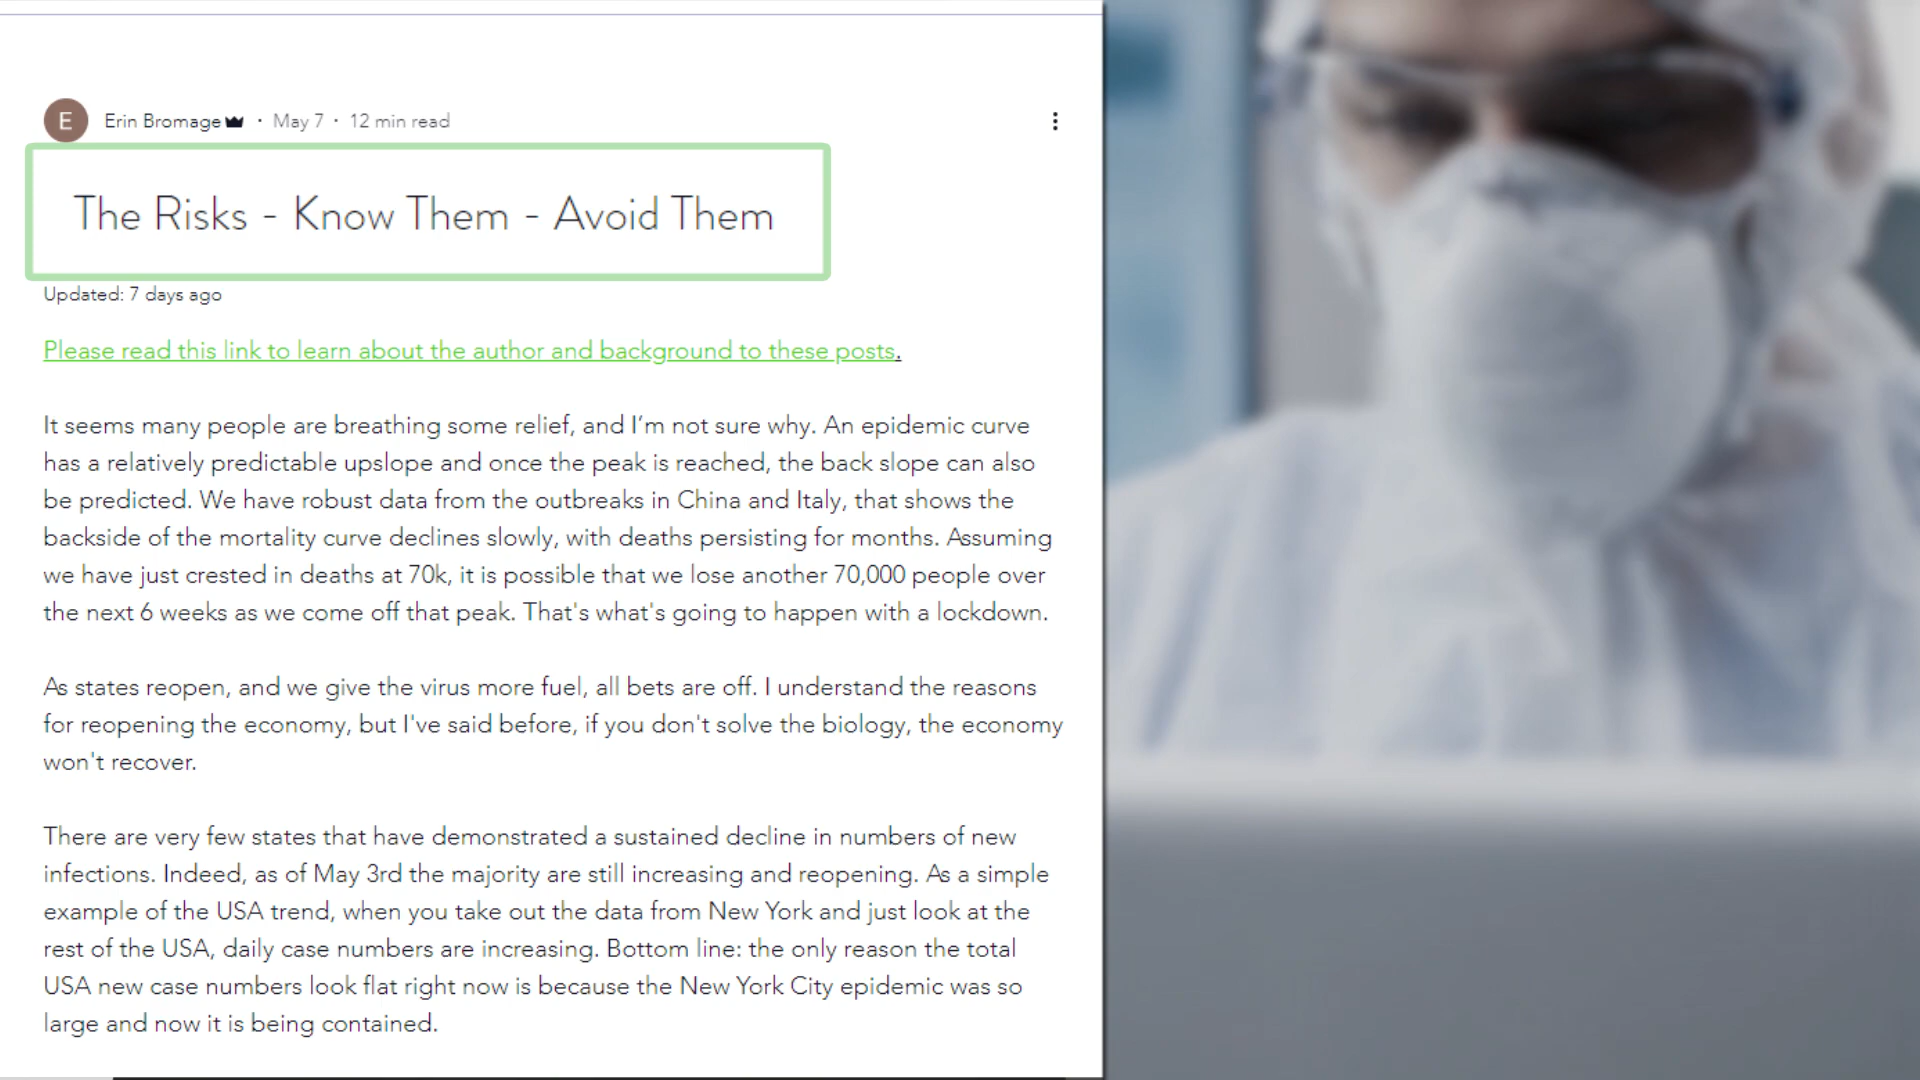 E Erin Bromage · May 7 · 12 min read
The Risks - Know Them - Avoid Them
Updated: 7 days ago
Please read this link to learn about the author and background to these posts.
It seems many people are breathing some relief, and I’m not sure why. An epidemic curve
has a relatively predictable upslope and once the peak is reached, the back slope can also
be predicted. We have robust data from the outbreaks in China and Italy, that shows the
backside of the mortality curve declines slowly, with deaths persisting for months. Assuming
we have just crested in deaths at 70k, it is possible that we lose another 70,000 people over
the next 6 weeks as we come off that peak. That's what's going to happen with a lockdown.
As states reopen, and we give the virus more fuel, all bets are off. I understand the reasons
for reopening the economy, but I've said before, if you don't solve the biology, the economy
won't recover.
There are very few states that have demonstrated a sustained decline in numbers of new
infections. Indeed, as of May 3rd the majority are still increasing and reopening. As a simple
example of the USA trend, when you take out the data from New York and just look at the
rest of the USA, daily case numbers are increasing. Bottom line: the only reason the total
USA new case numbers look flat right now is because the New York City epidemic was so
large and now it is being contained.